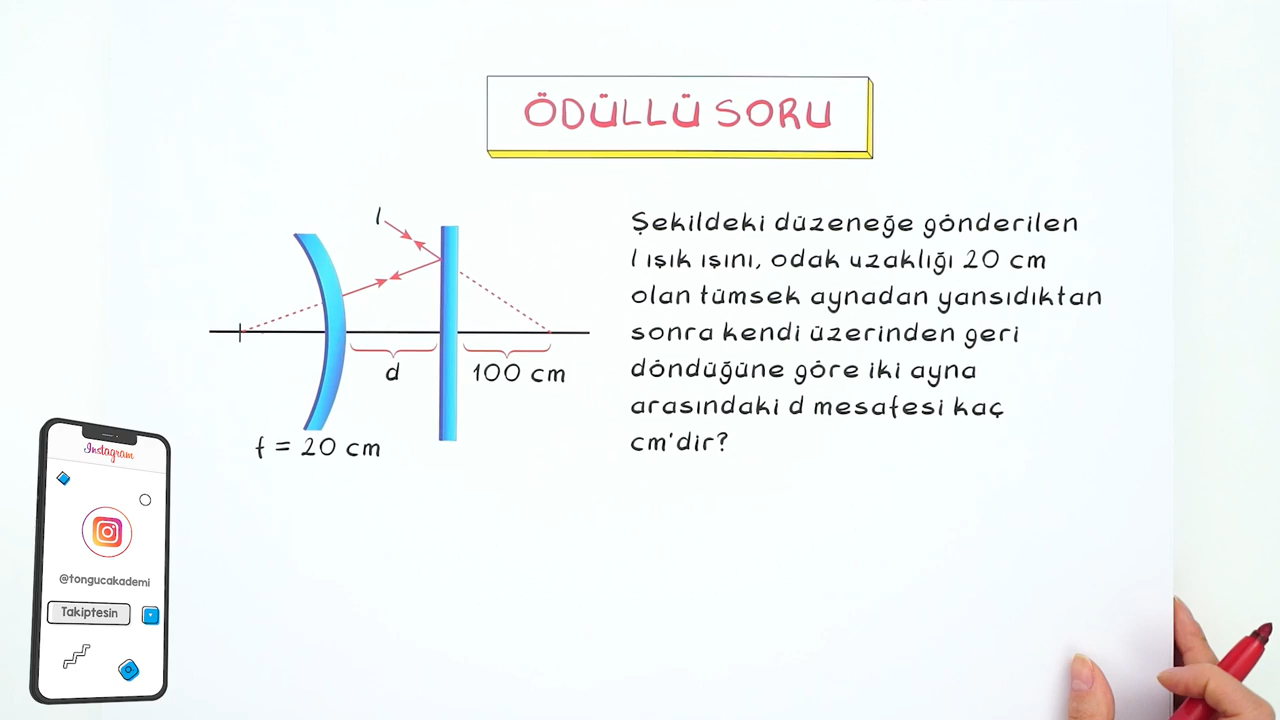 ÖDÜLLÜ SORU
I
d
100 cm
f = 20 cm
Şekildeki düzeneğe gönderilen
I ışık ışını, odak uzaklığı 20 cm
olan tümsek aynadan yansıdıktan
sonra kendi üzerinden geri
döndüğüne göre iki ayna
arasındaki d mesafesi kaç
cm'dir?
Instagram
@tongucakademi
Takiptesin